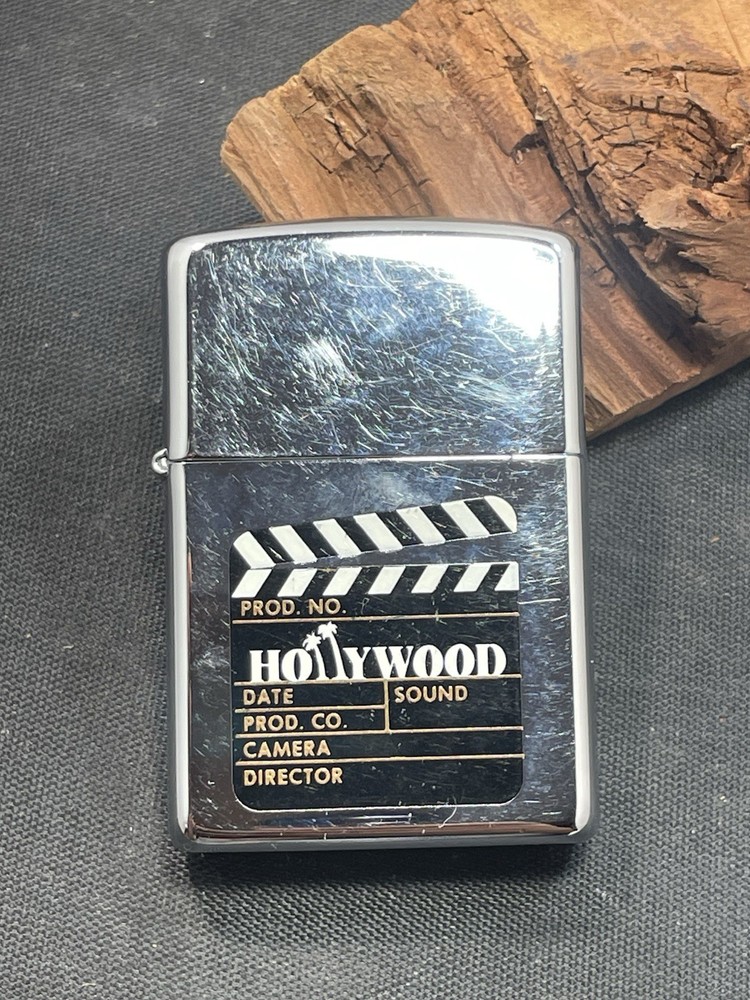 PROD. NO.
HOLLYWOOD
DATE
SOUND
PROD. CO.
CAMERA
DIRECTOR